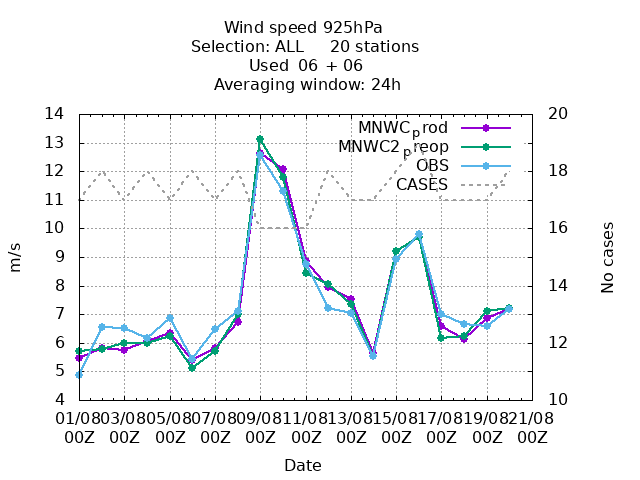 Wind speed 925hPa
Selection: ALL 20 stations
Used 06 + 06
Averaging window: 24h
14 20
MNWCprod
13
MNWC2preop
12 18
OBS
CASES
11
10 16
9
8 14
7
6 12
5
4 10
m/s
No cases
01/08 03/08 05/08 07/08 09/08 11/08 13/08 15/08 17/08 19/08 21/08
00Z 00Z 00Z 00Z 00Z 00Z 00Z 00Z 00Z 00Z 00Z
Date